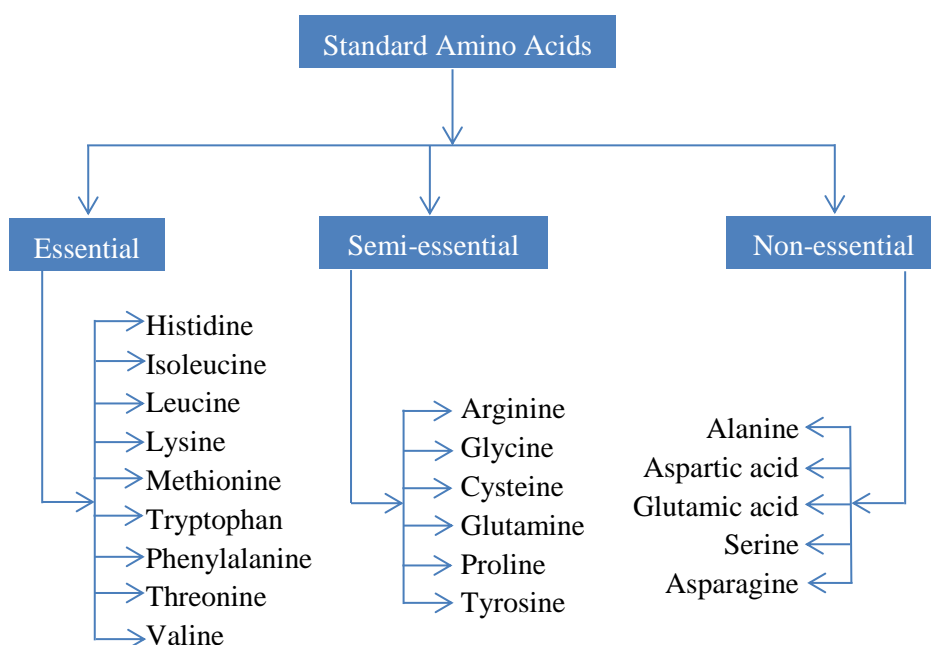 Standard Amino Acids
Essential
Semi-essential
Non-essential
Histidine
Isoleucine
Leucine
Lysine
Methionine
Tryptophan
Phenylalanine
Threonine
Valine
Arginine
Glycine
Cysteine
Glutamine
Proline
Tyrosine
Alanine
Aspartic acid
Glutamic acid
Serine
Asparagine